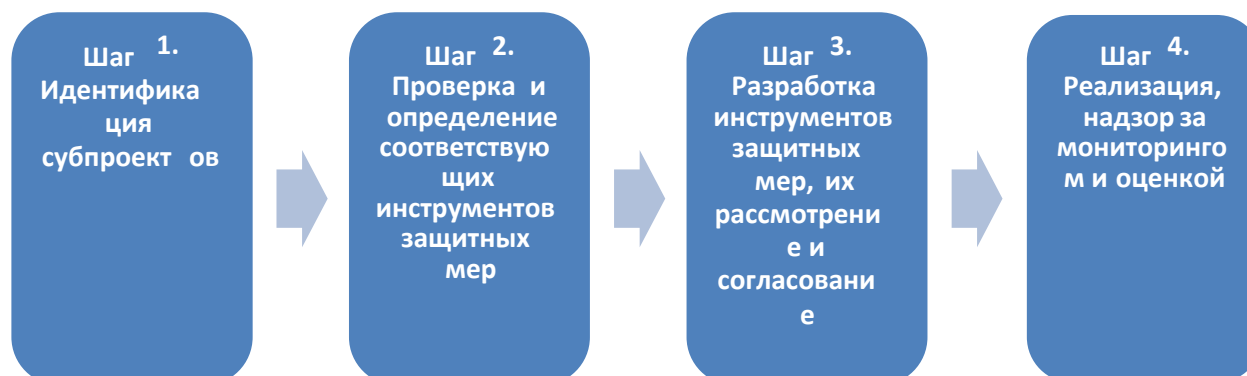 Шаг 1.
Идентифика
ция
субпроект ов
Шаг 2.
Проверка и
определение
соответствую
щих
инструментов
защитных
мер
Шаг 3.
Разработка
инструментов
защитных
мер, их
рассмотрени
е и
согласовани
е
Шаг 4.
Реализация,
надзор за
мониторинго
м и оценкой